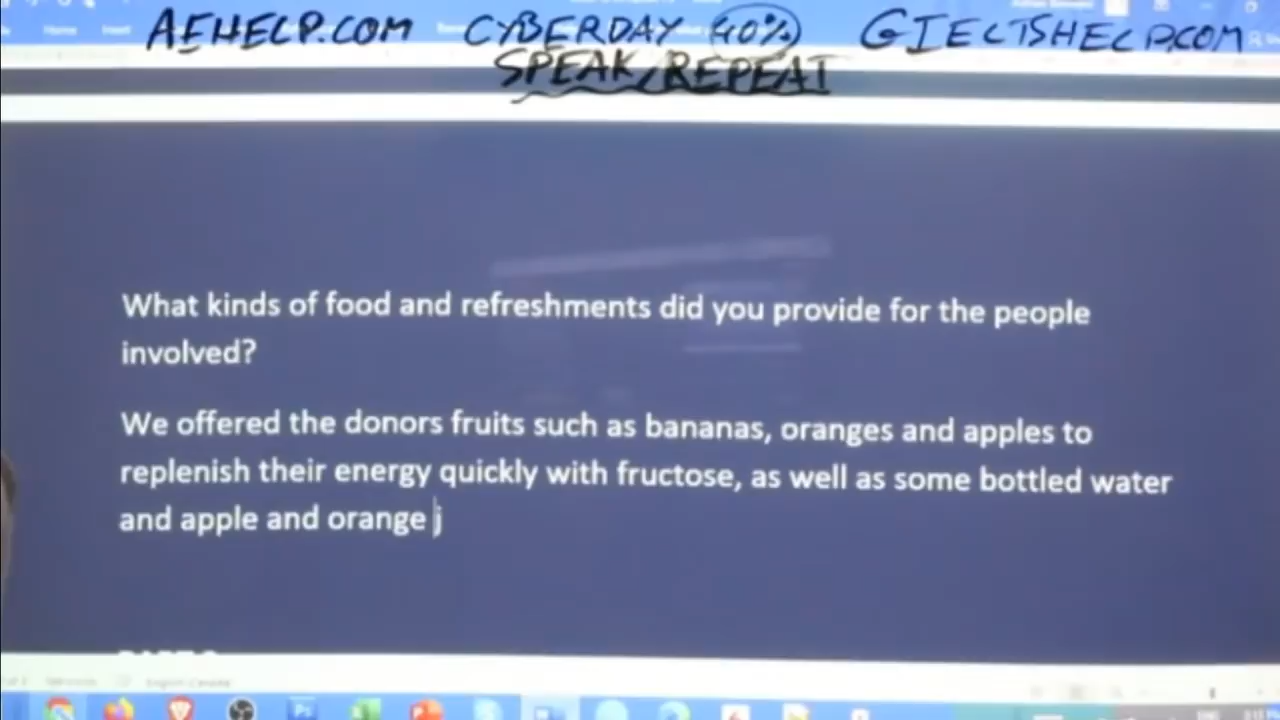 AEHELP.COM CYBERDAY 40% GIELTSHELP.COM
SPEAK, REPEAT
What kinds of food and refreshments did you provide for the people
involved?
We offered the donors fruits such as bananas, oranges and apples to
replenish their energy quickly with fructose, as well as some bottled water
and apple and orange j